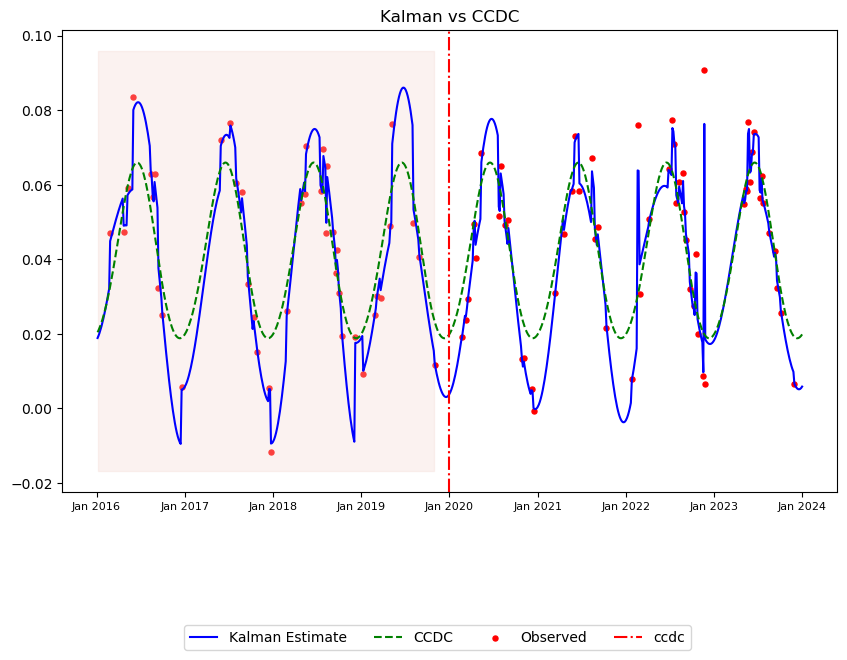 Kalman vs CCDC
0.10
0.08
0.06
0.04
0.02
0.00
−0.02
Jan 2016 Jan 2017 Jan 2018 Jan 2019 Jan 2020 Jan 2021 Jan 2022 Jan 2023 Jan 2024
Kalman Estimate CCDC Observed ccdc